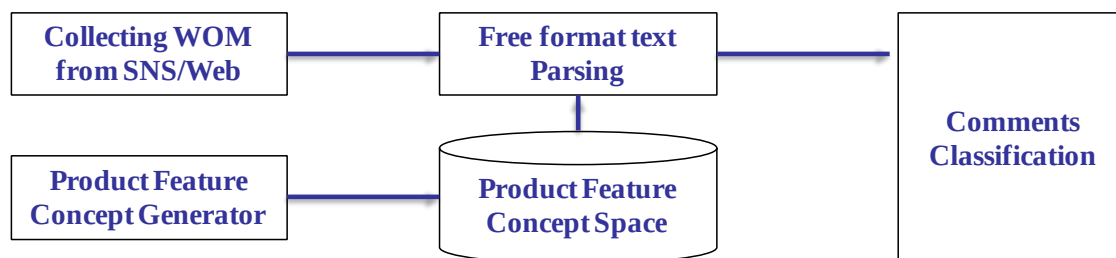 Collecting WOM
from SNS/Web
Free format text
Parsing
Comments
Classification
Product Feature
Concept Generator
Product Feature
Concept Space